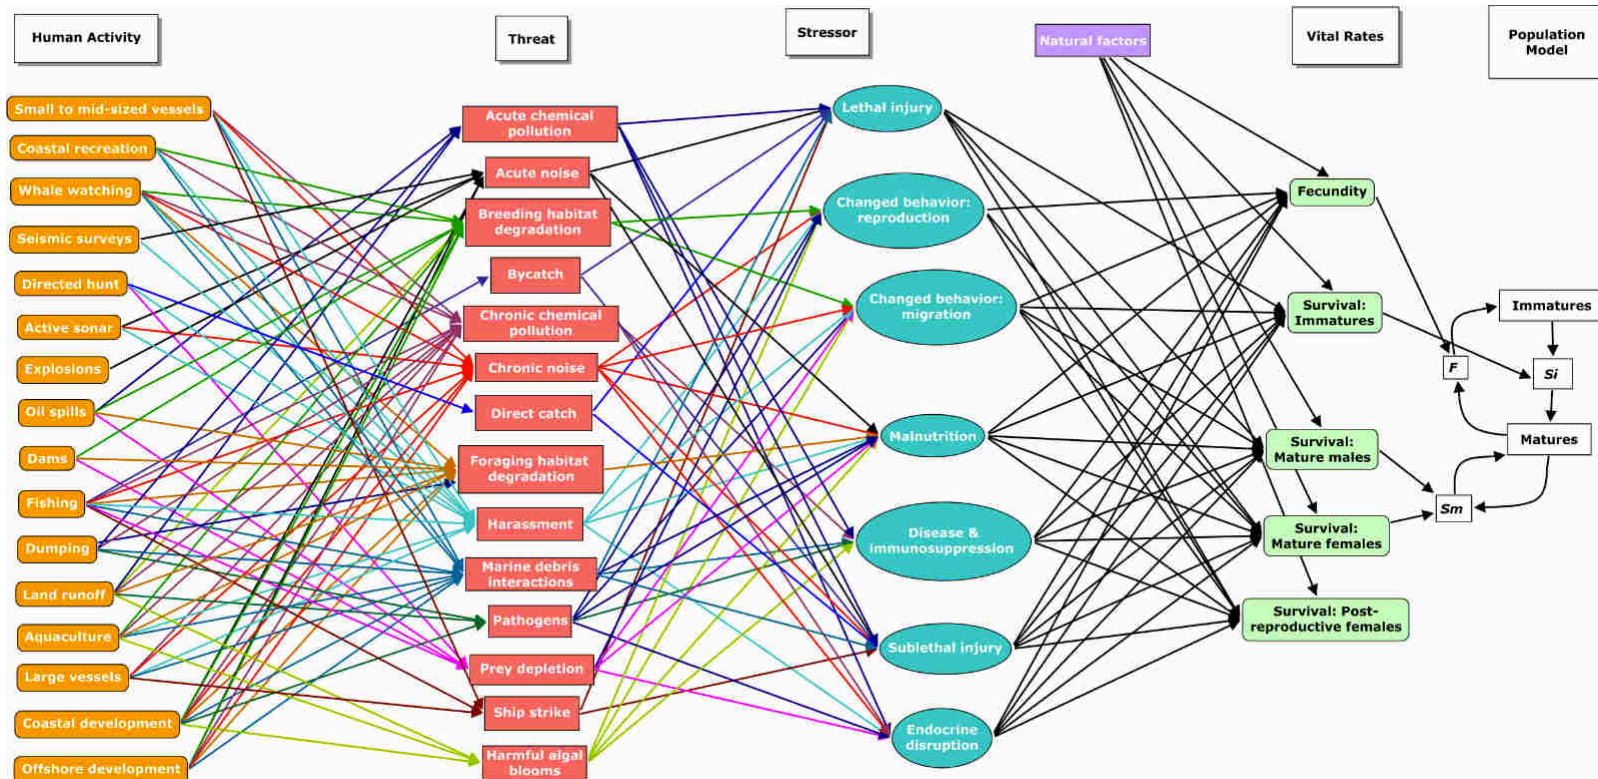 Human Activity
Threat
Stressor
Natural factors
Vital Rates
Population
Model
Small to mid-sized vessels
Coastal recreation
Whale watching
Seismic surveys
Directed hunt
Active sonar
Explosions
Oil spills
Dams
Fishing
Dumping
Land runoff
Aquaculture
Large vessels
Coastal development
Offshore development
Acute chemical
pollution
Acute noise
Breeding habitat
degradation
Bycatch
Chronic chemical
pollution
Chronic noise
Direct catch
Foraging habitat
degradation
Harassment
Marine debris
interactions
Pathogens
Prey depletion
Ship strike
Harmful algal
blooms
Lethal injury
Changed behavior:
reproduction
Changed behavior:
migration
Malnutrition
Disease &
immunosuppression
Sublethal injury
Endocrine
disruption
Fecundity
Survival:
Immatures
Survival:
Mature males
Survival:
Mature females
Survival: Post-
reproductive females
Immatures
F
Si
Matures
Sm